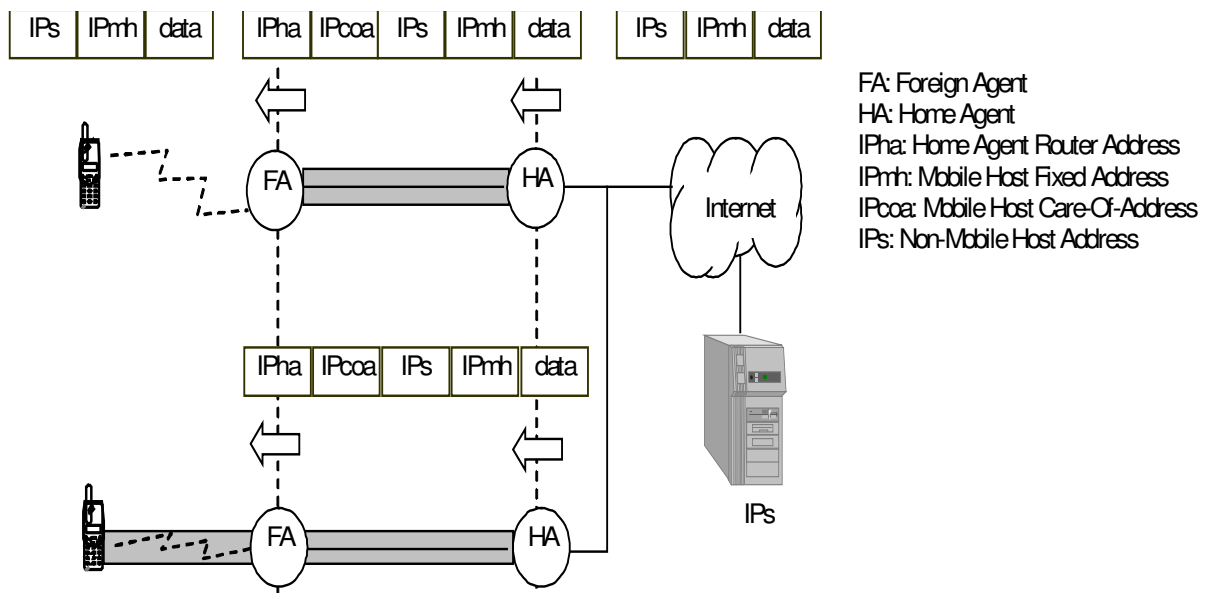 IPs IPmh data
IPha IPcoa IPs IPmh data
IPs IPmh data
FA: Foreign Agent
HA: Home Agent
IPha: Home Agent Router Address
IPmh: Mobile Host Fixed Address
IPcoa: Mobile Host Care-Of-Address
IPs: Non-Mobile Host Address
FA
HA
Internet
IPha IPcoa IPs IPmh data
IPs
FA
HA